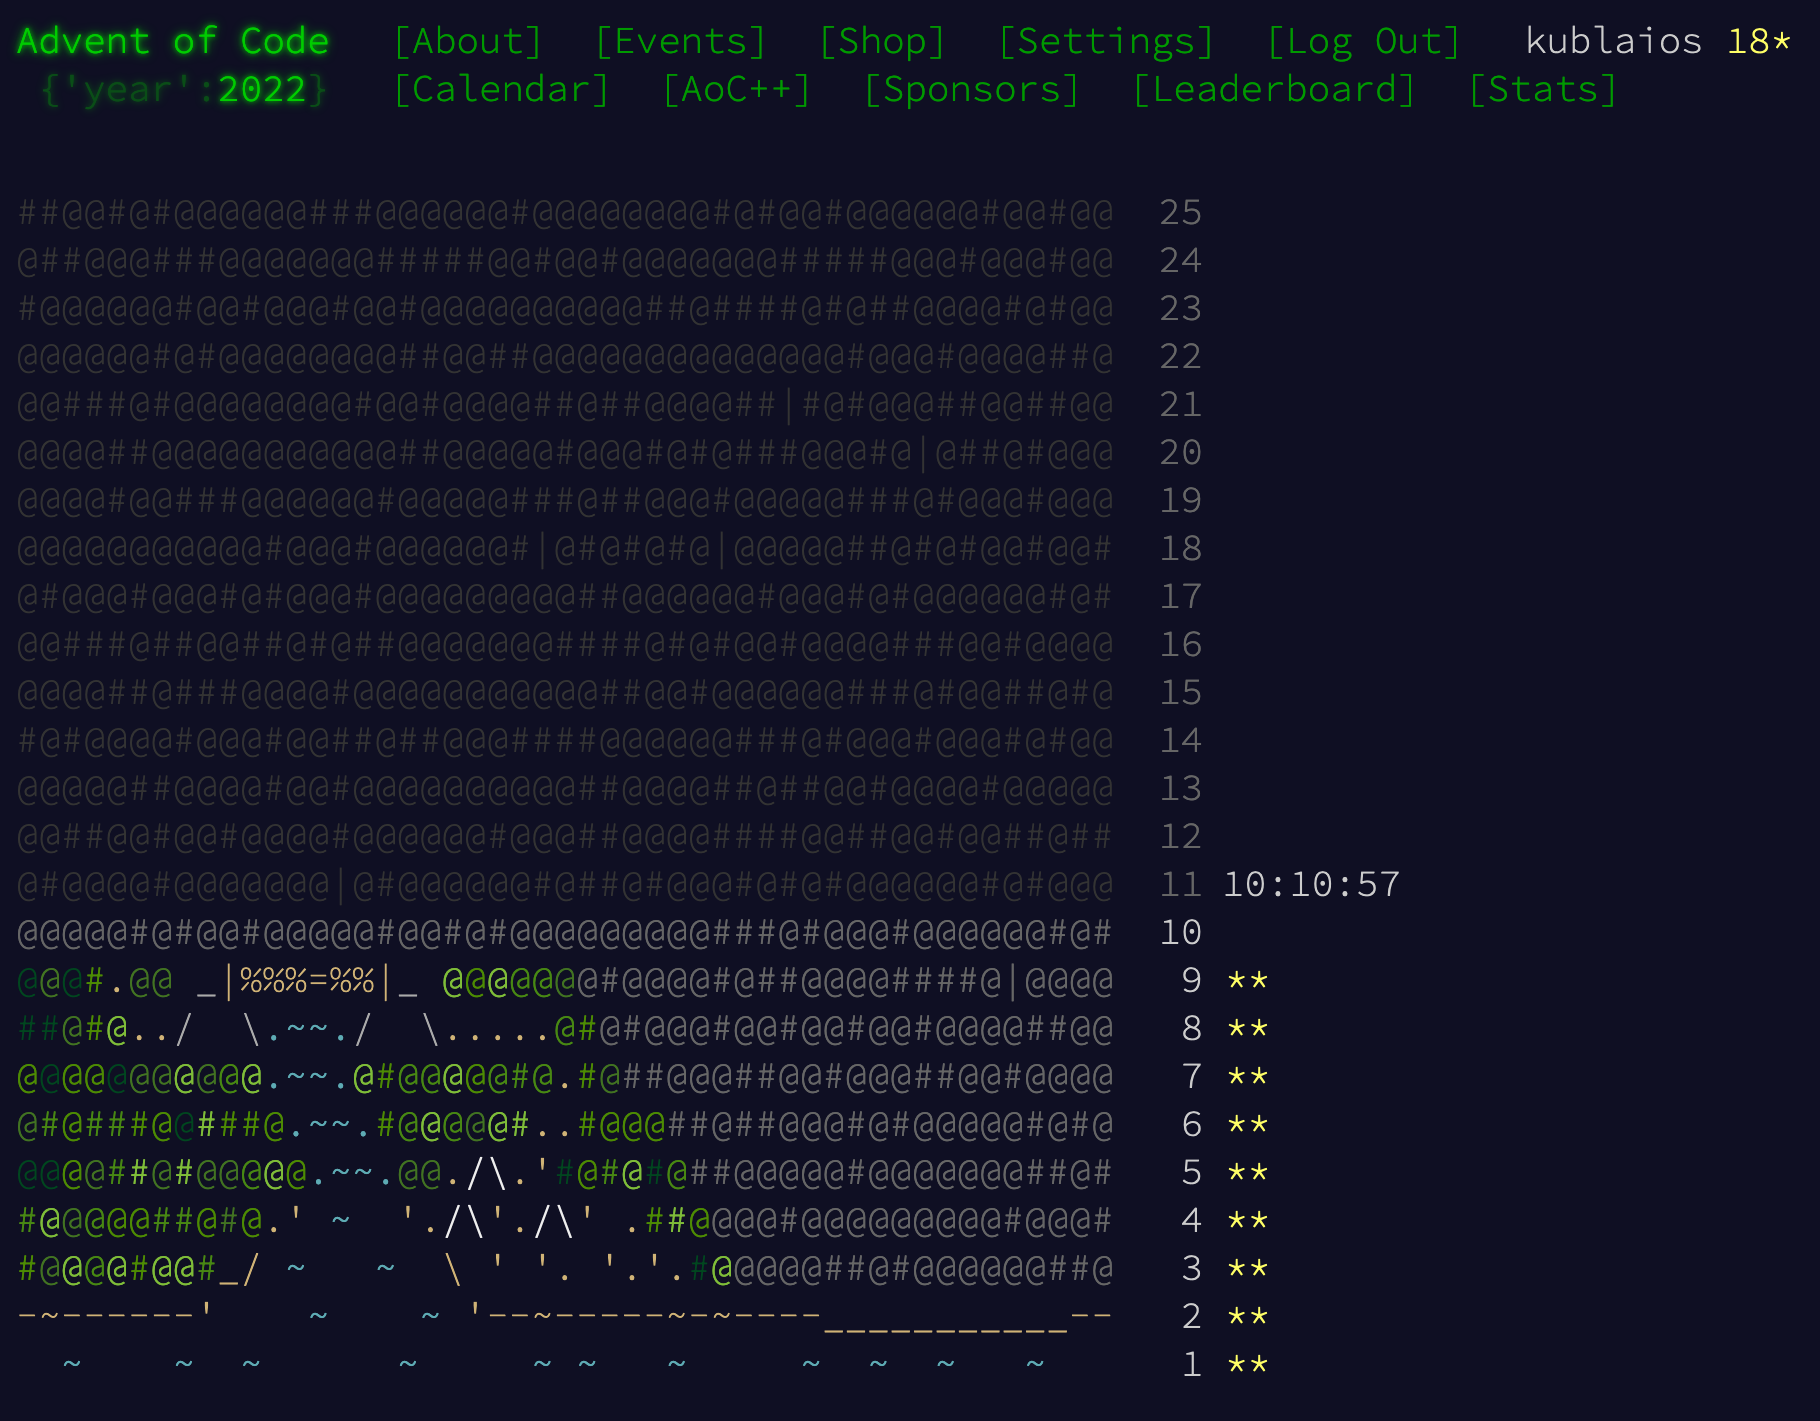 Advent of Code [About] [Events] [Shop] [Settings] [Log Out] kublaios 18*
{'year':2022} [Calendar] [AoC++] [Sponsors] [Leaderboard] [Stats]
##@@#@#@@@@@@###@@@@@@#@@@@@@@@#@#@@#@@@@@@#@@#@@ 25
@##@@@###@@@@@@@#####@@#@@#@@@@@@@#####@@@#@@@#@@ 24
#@@@@@@#@@#@@@#@@#@@@@@@@@@@##@####@#@##@@@@#@#@@ 23
@@@@@@#@#@@@@@@@@##@@##@@@@@@@@@@@@@@#@@@#@@@@##@ 22
@@###@#@@@@@@@@#@@#@@@@##@##@@@@##|#@#@@@##@@##@@ 21
@@@@##@@@@@@@@@@@##@@@@@#@@@#@#@###@@@#@|@##@#@@@ 20
@@@@#@@###@@@@@@#@@@@@###@##@@@#@@@@@###@#@@@#@@@ 19
@@@@@@@@@@@#@@@#@@@@@@#|@#@#@#@|@@@@@##@#@#@@#@@# 18
@#@@@#@@@#@#@@@#@@@@@@@@@##@@@@@@#@@@#@#@@@@@@#@# 17
@@###@##@@##@#@##@@@@@@@####@#@#@@#@@@@###@@#@@@@ 16
@@@@##@###@@@@#@@@@@@@@@@@##@@#@@@@@@###@#@@##@#@ 15
#@#@@@@#@@@#@@##@##@@@####@@@@@@###@#@@@#@@@#@#@@ 14
@@@@@##@@@@#@@#@@@@@@@@@@##@@@@##@##@@#@@@@#@@@@@ 13
@@##@@#@@#@@@@#@@@@@@#@@@##@@@@####@@##@@#@@##@## 12
@#@@@@#@@@@@@@|@#@@@@@@#@##@#@@@#@#@#@@@@@@#@#@@@ 11 10:10:57
@@@@@#@#@@#@@@@@#@@#@#@@@@@@@@@###@#@@@#@@@@@@#@# 10
@@@#.@@ _|%%%=%%|_ @@@@@@@#@@@@#@##@@@@####@|@@@@ 9 **
##@#@../  \.~~./  \.....@#@#@@@#@@#@@#@@#@@@@##@@ 8 **
@@@@@@@@@@@.~~.@#@@@@@#@.#@##@@@##@@#@@@##@@#@@@@ 7 **
@#@###@@####@.~~.#@@@@@#..#@@@##@##@@@#@#@@@@@#@#@ 6 **
@@@@##@#@@@@@.~~.@@./\.'#@#@#@##@@@@@#@@@@@@@##@# 5 **
#@@@@@##@#@.' ~  './\'./\' .##@@@@#@@@@@@@@@#@@@# 4 **
#@@@@#@@#_/ ~   ~  \ ' '. '.'.#@@@@@##@#@@@@@@##@ 3 **
-~------'    ~    ~ '--~------~-~----___________-- 2 **
~    ~  ~      ~     ~ ~   ~     ~  ~  ~   ~ 1 **